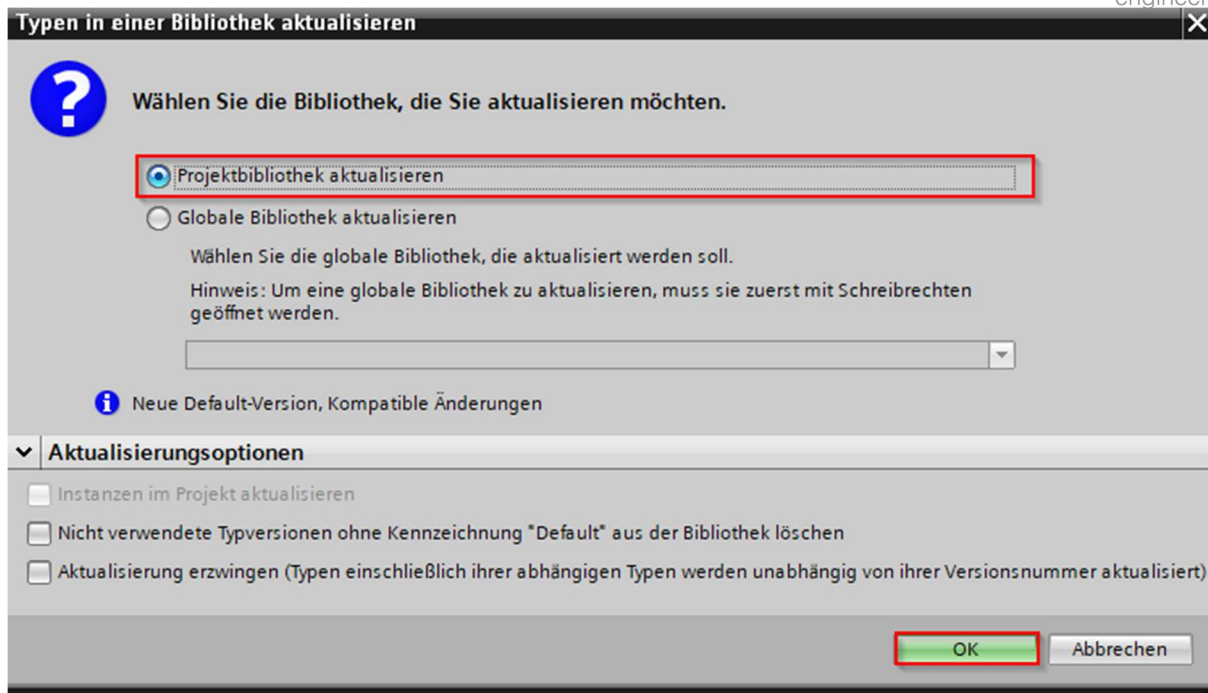 Typen in einer Bibliothek aktualisieren
Wählen Sie die Bibliothek, die Sie aktualisieren möchten.
Projektbibliothek aktualisieren
Globale Bibliothek aktualisieren
Wählen Sie die globale Bibliothek, die aktualisiert werden soll.
Hinweis: Um eine globale Bibliothek zu aktualisieren, muss sie zuerst mit Schreibrechten
geöffnet werden.
Neue Default-Version, Kompatible Änderungen
Aktualisierungsoptionen
Instanzen im Projekt aktualisieren
Nicht verwendete Typversionen ohne Kennzeichnung "Default" aus der Bibliothek löschen
Aktualisierung erzwingen (Typen einschließlich ihrer abhängigen Typen werden unabhängig von ihrer Versionsnummer aktualisiert)
OK Abbrechen